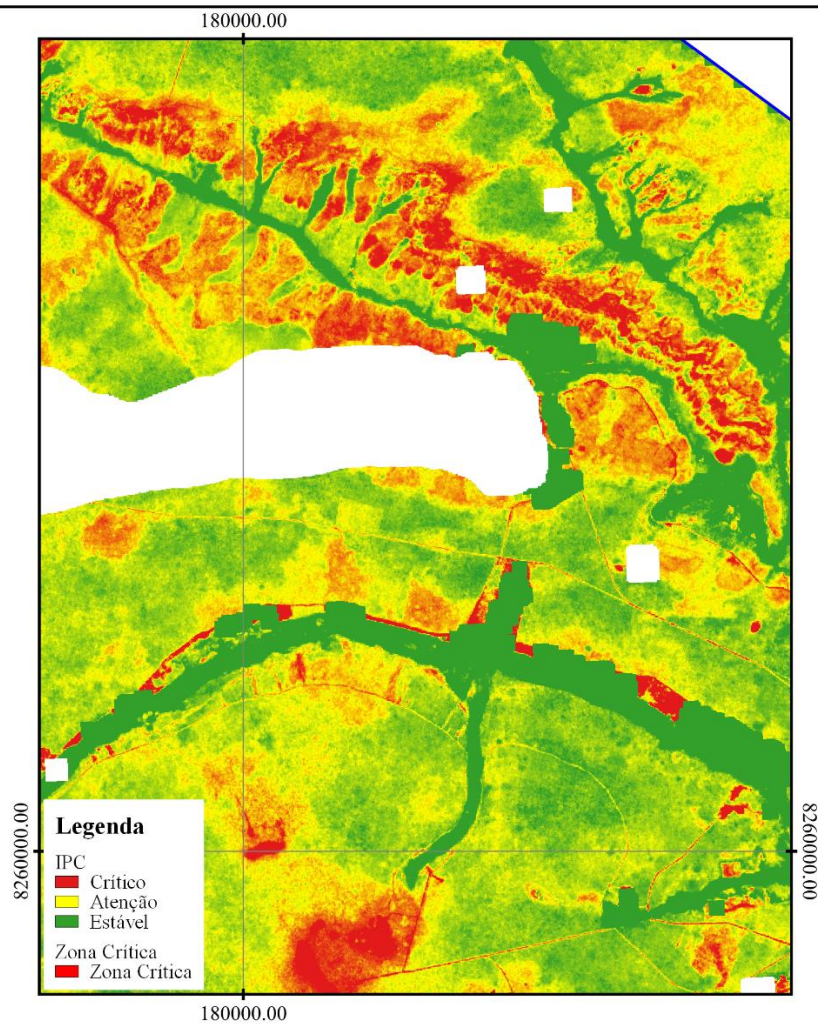 180000.00
8260000.00
8260000.00
Legenda
IPC
Crítico
Atenção
Estável
Zona Crítica
Zona Crítica
180000.00